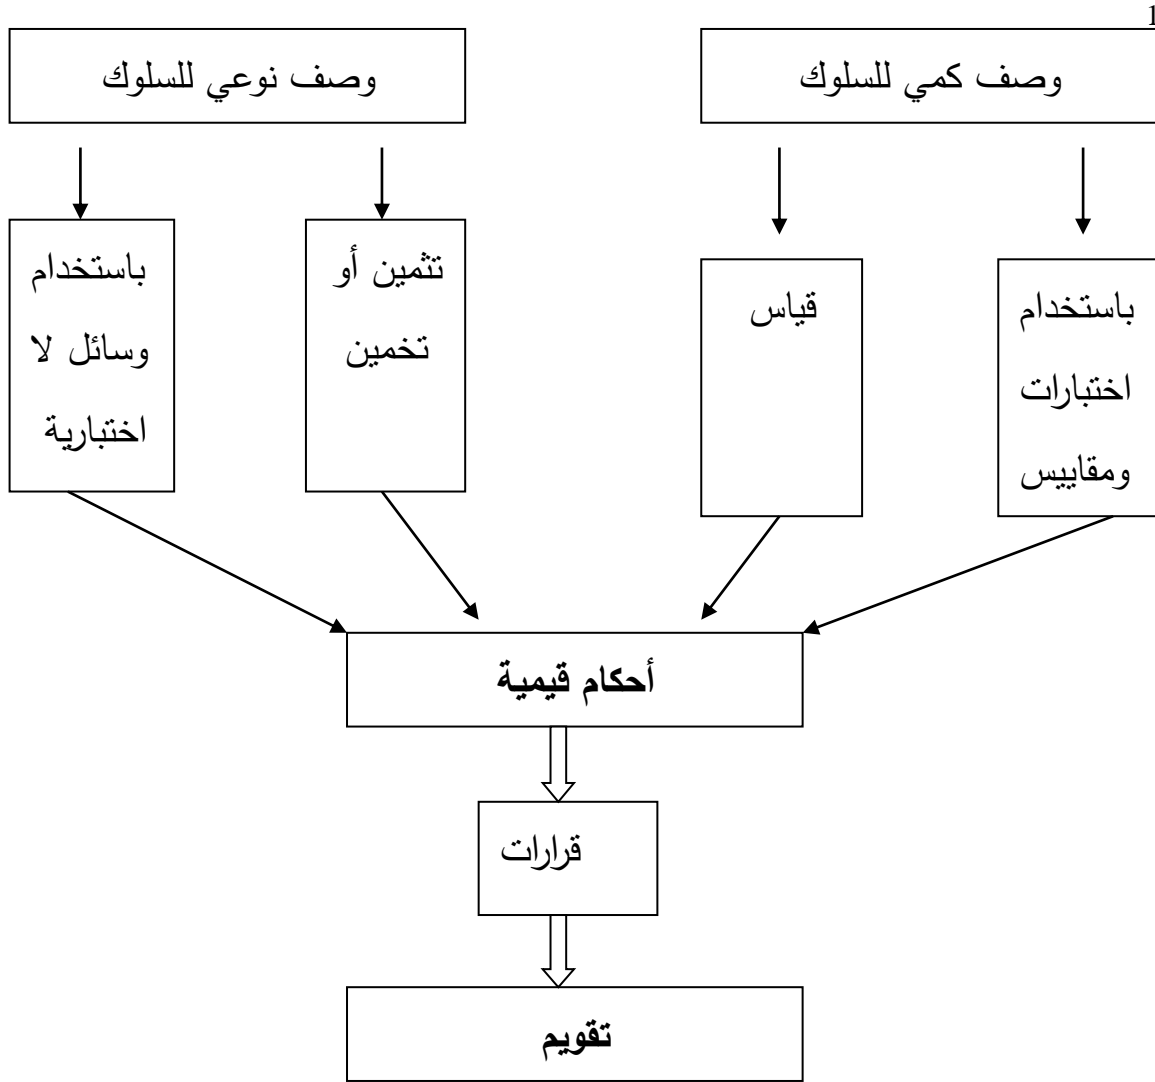 1
وصف كمي للسلوك
وصف نوعي للسلوك
باستخدام
اختبارات
ومقاييس
قياس
تثمين أو
تخمين
باستخدام
وسائل لا
اختبارية
أحكام قيمية
قرارات
تقويم